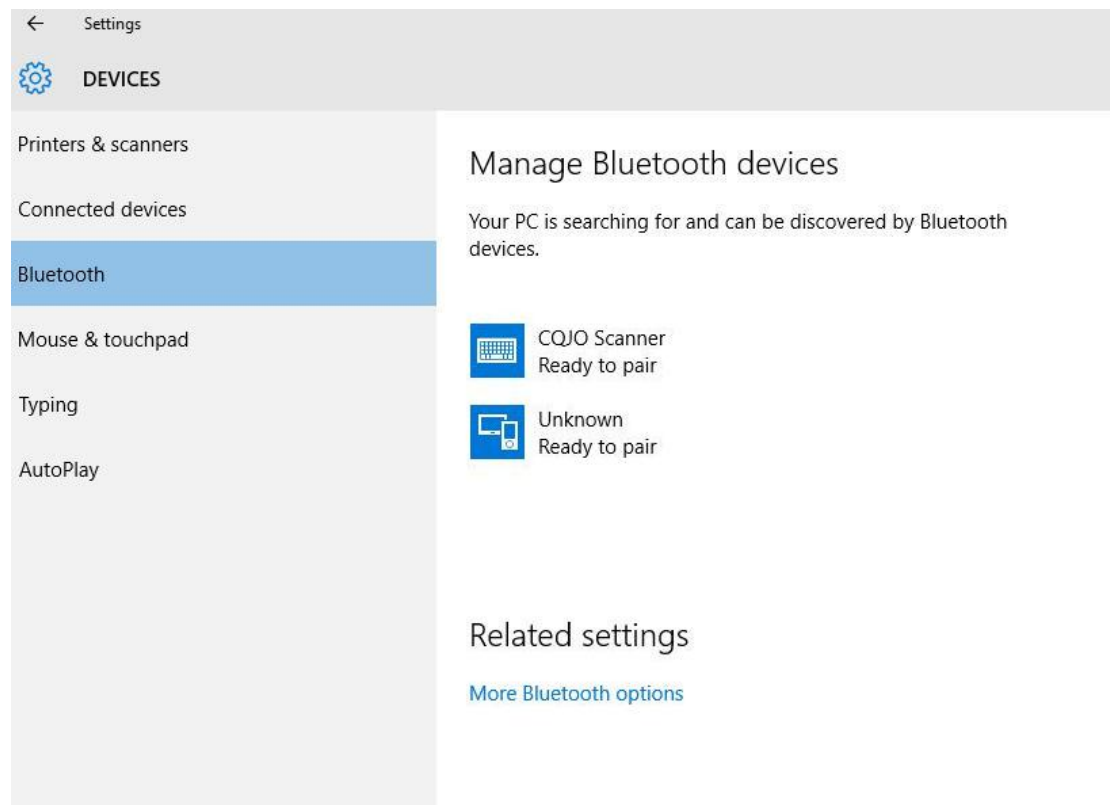 Settings
DEVICES
Printers & scanners
Connected devices
Bluetooth
Mouse & touchpad
Typing
AutoPlay
Manage Bluetooth devices
Your PC is searching for and can be discovered by Bluetooth
devices.
CQJO Scanner
Ready to pair
Unknown
Ready to pair
Related settings
More Bluetooth options